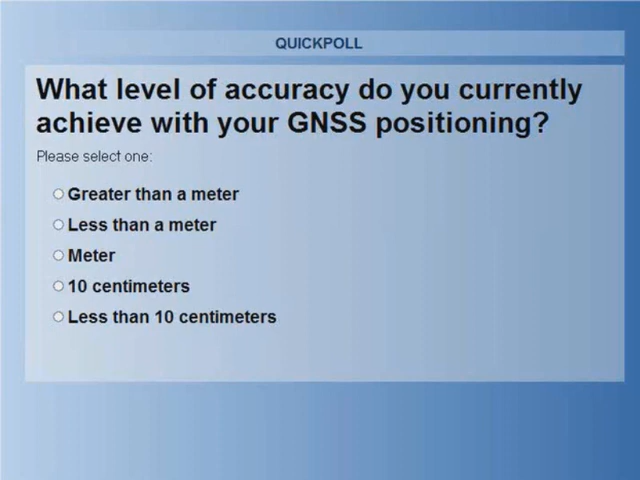 QUICKPOLL
What level of accuracy do you currently
achieve with your GNSS positioning?
Please select one:
Greater than a meter
Less than a meter
Meter
10 centimeters
Less than 10 centimeters